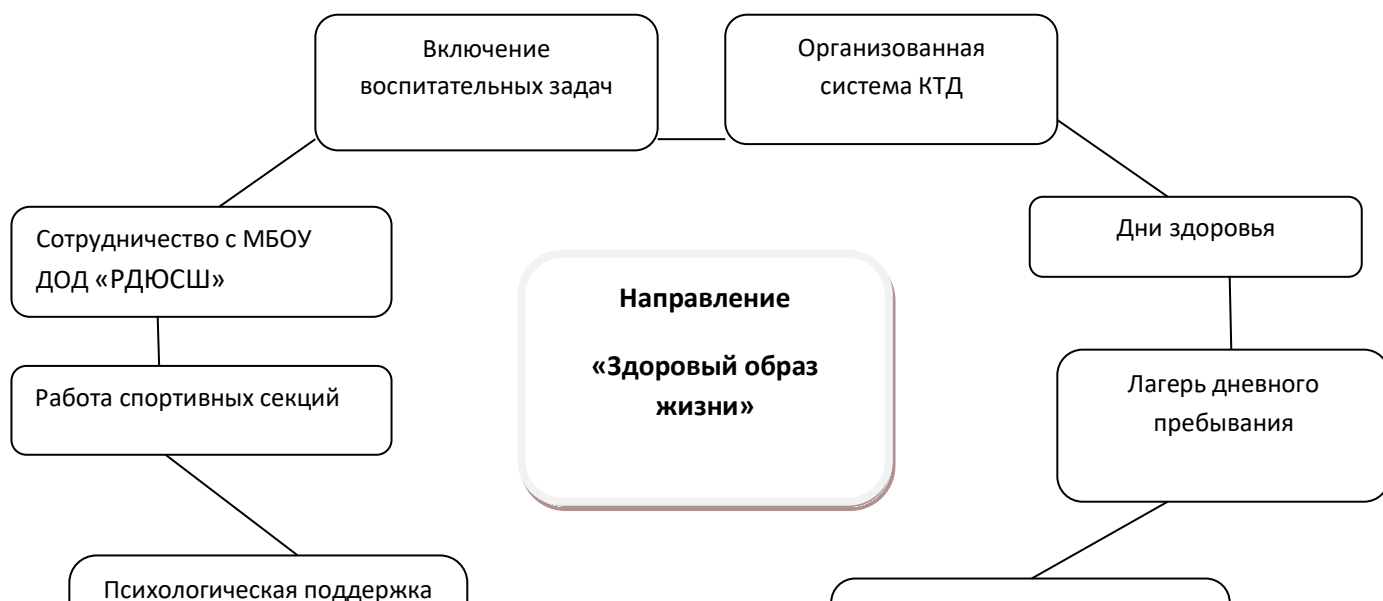 Включение
воспитательных задач
Организованная
система КТД
Сотрудничество с МБОУ
ДОД «РДЮСШ»
Дни здоровья
Направление
«Здоровый образ
жизни»
Работа спортивных секций
Лагерь дневного
пребывания
Психологическая поддержка